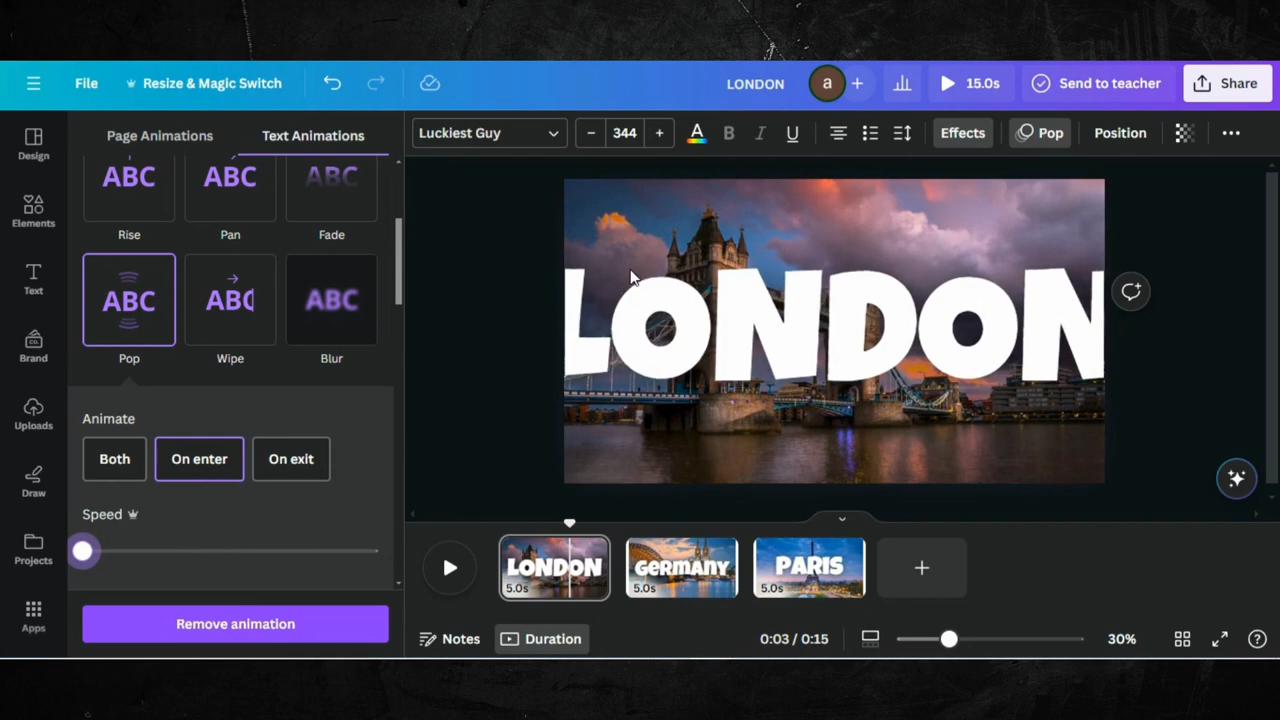 File
Resize & Magic Switch
LONDON
a
+
15.0s
Send to teacher
Share
Design
Elements
Text
Brand
CO.
Uploads
Draw
Projects
Apps
Page Animations
Text Animations
ABC
ABC
ABC
Rise
Pan
Fade
ABC
ABC
ABC
Pop
Wipe
Blur
Animate
Both
On enter
On exit
Speed
Remove animation
Luckiest Guy
− 344 +
A
B
I
U
Effects
Pop
Position
LONDON
LONDON
5.0s
GERMANY
5.0s
PARIS
5.0s
+
Notes
Duration
0:03 / 0:15
30%
?